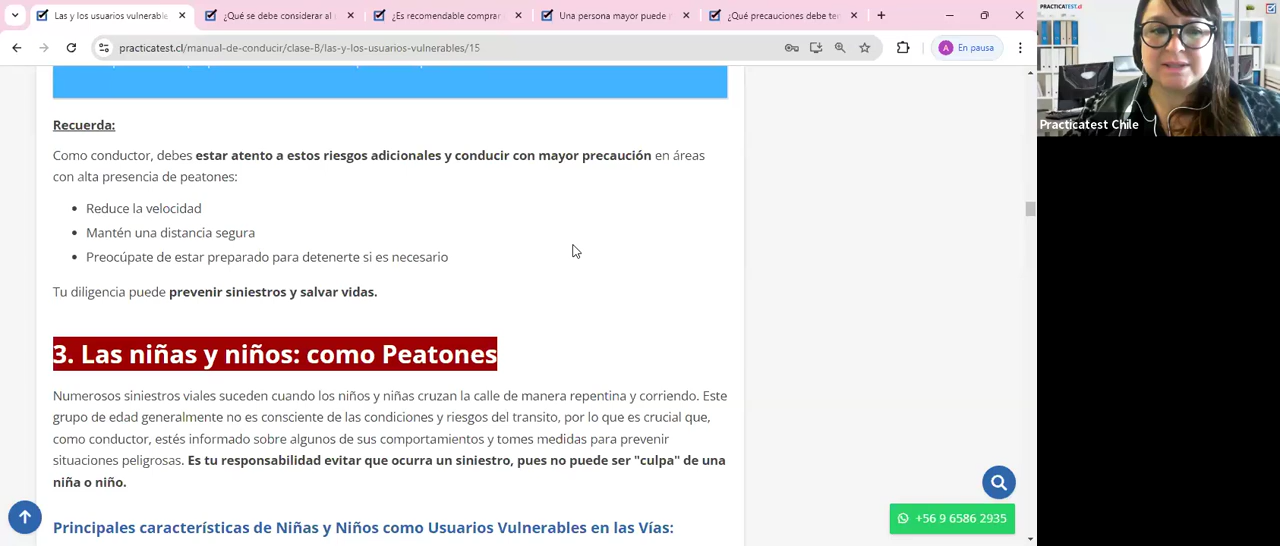 Las y los usuarios vulnerable
¿Qué se debe considerar al
¿Es recomendable comprar
Una persona mayor puede
¿Qué precauciones debe te
practicatest.cl/manual-de-conducir/clase-B/las-y-los-usuarios-vulnerables/15
A En pausa
PRACTICATEST.cl
Practicatest Chile
Recuerda:
Como conductor, debes estar atento a estos riesgos adicionales y conducir con mayor precaución en áreas
con alta presencia de peatones:
Reduce la velocidad
Mantén una distancia segura
Preocúpate de estar preparado para detenerte si es necesario
Tu diligencia puede prevenir siniestros y salvar vidas.
3. Las niñas y niños: como Peatones
Numerosos siniestros viales suceden cuando los niños y niñas cruzan la calle de manera repentina y corriendo. Este
grupo de edad generalmente no es consciente de las condiciones y riesgos del transito, por lo que es crucial que,
como conductor, estés informado sobre algunos de sus comportamientos y tomes medidas para prevenir
situaciones peligrosas. Es tu responsabilidad evitar que ocurra un siniestro, pues no puede ser "culpa" de una
niña o niño.
+56 9 6586 2935
Principales características de Niñas y Niños como Usuarios Vulnerables en las Vías: